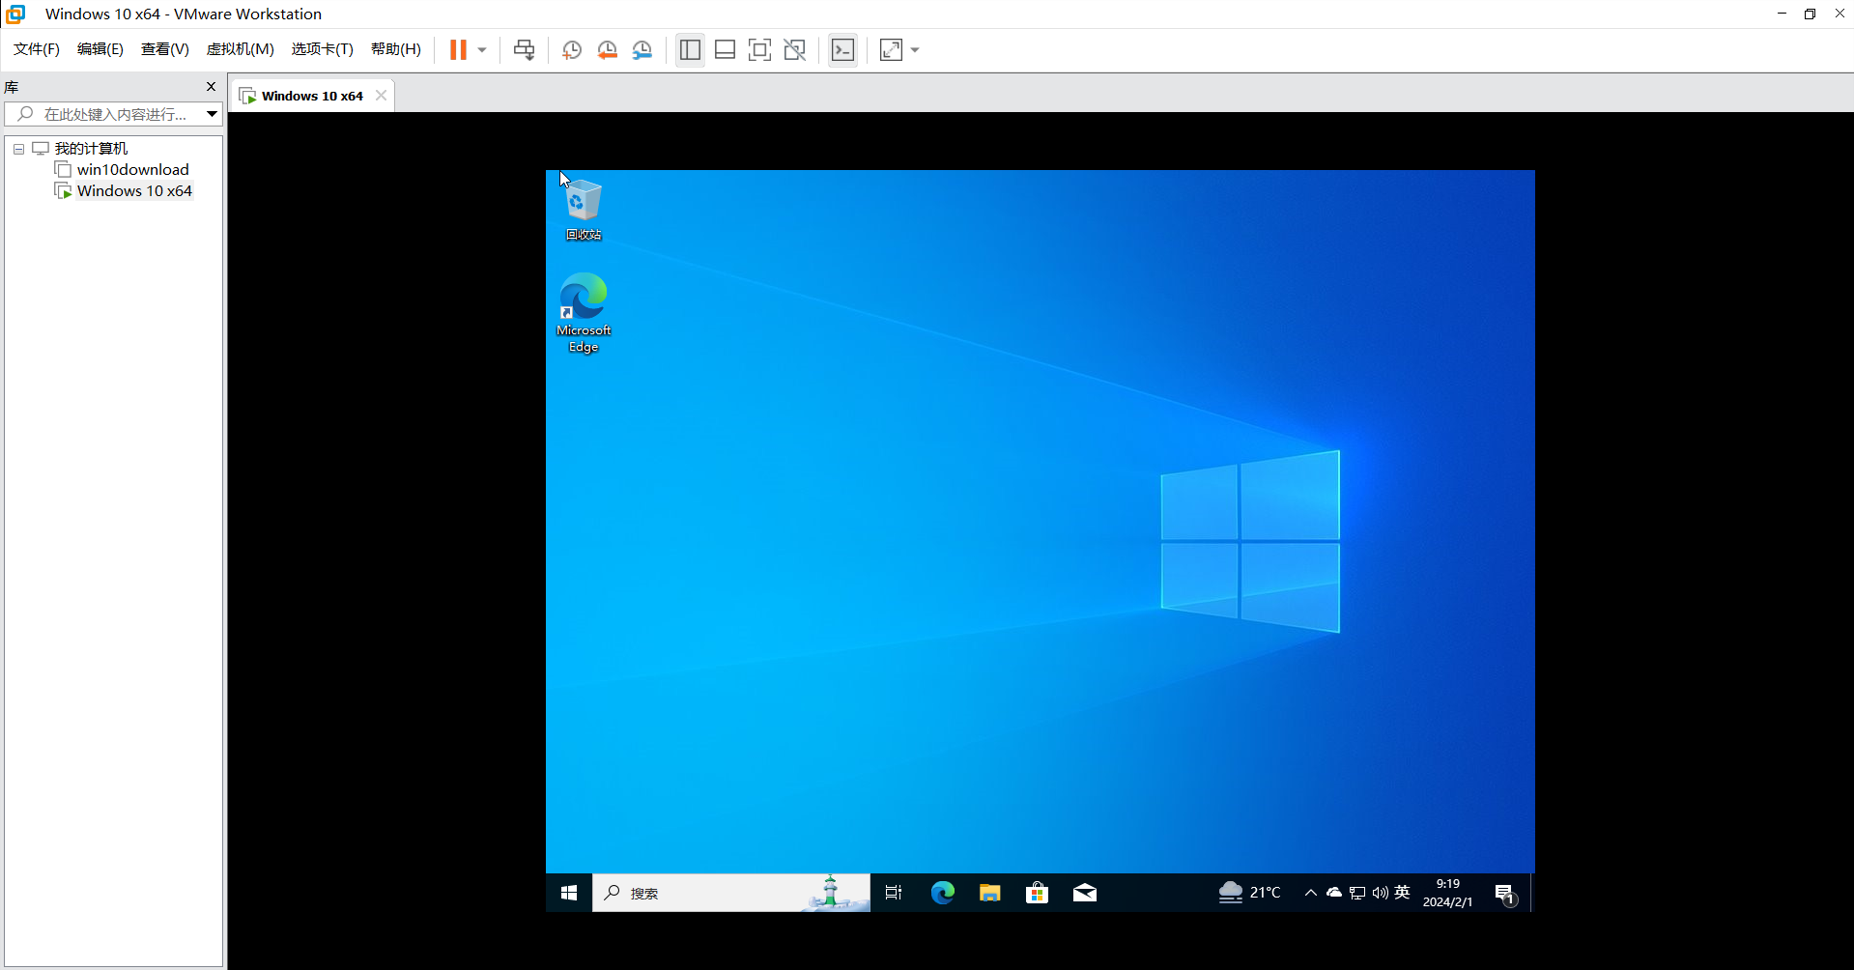 Windows 10 x64 - VMware Workstation
文件(F) 编辑(E) 查看(V) 虚拟机(M) 选项卡(T) 帮助(H)
库
在此处键入内容进行...
我的计算机
win10download
Windows 10 x64
Windows 10 x64
回收站
Microsoft
Edge
搜索
21°C
英
9:19
2024/2/1
1